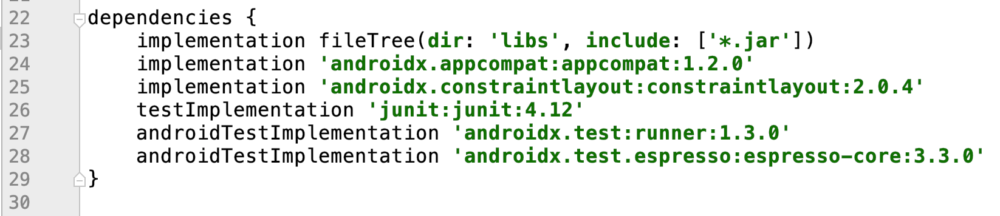 22 dependencies {
23     implementation fileTree(dir: 'libs', include: ['*.jar'])
24     implementation 'androidx.appcompat:appcompat:1.2.0'
25     implementation 'androidx.constraintlayout:constraintlayout:2.0.4'
26     testImplementation 'junit:junit:4.12'
27     androidTestImplementation 'androidx.test:runner:1.3.0'
28     androidTestImplementation 'androidx.test.espresso:espresso-core:3.3.0'
29 }
30